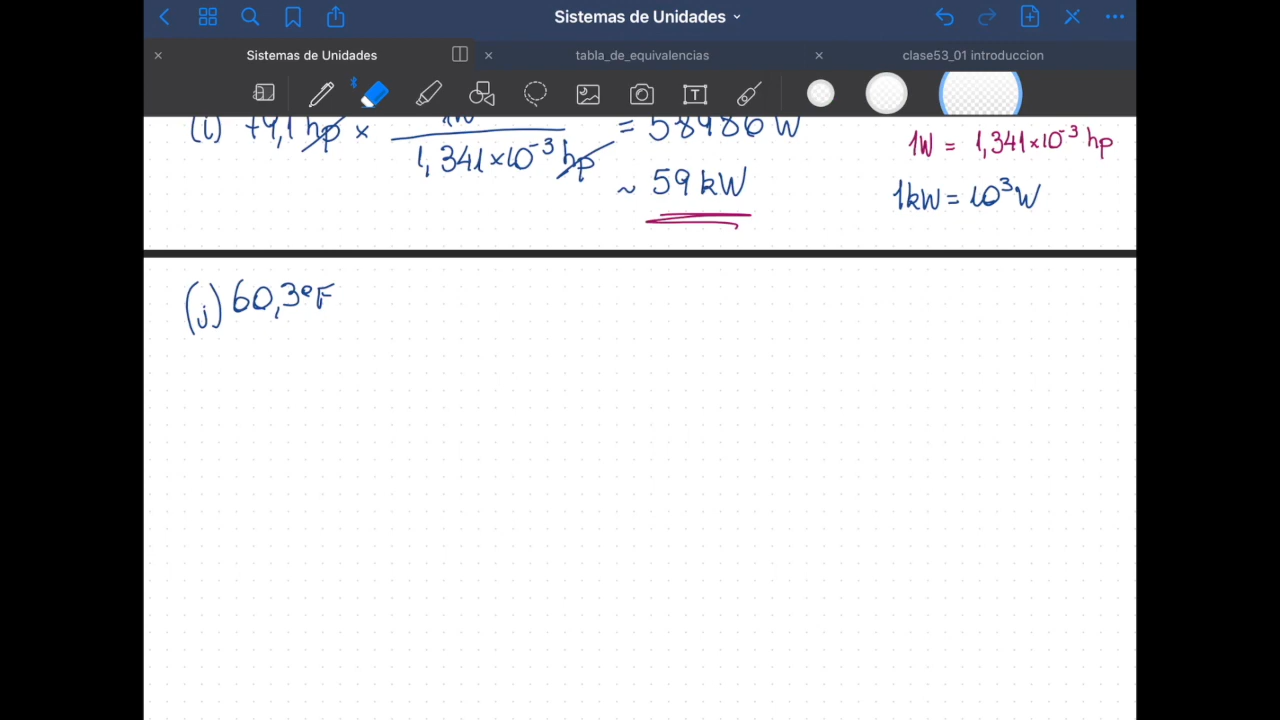 Sistemas de Unidades
Sistemas de Unidades
tabla_de_equivalencias
clase53_01 introduccion
(i) 79,1 hp × 1W = 58986 W
1,341×10⁻³ hp
~ 59 kW
1W = 1,341×10⁻³ hp
1kW = 10³W
(j) 60,3°F